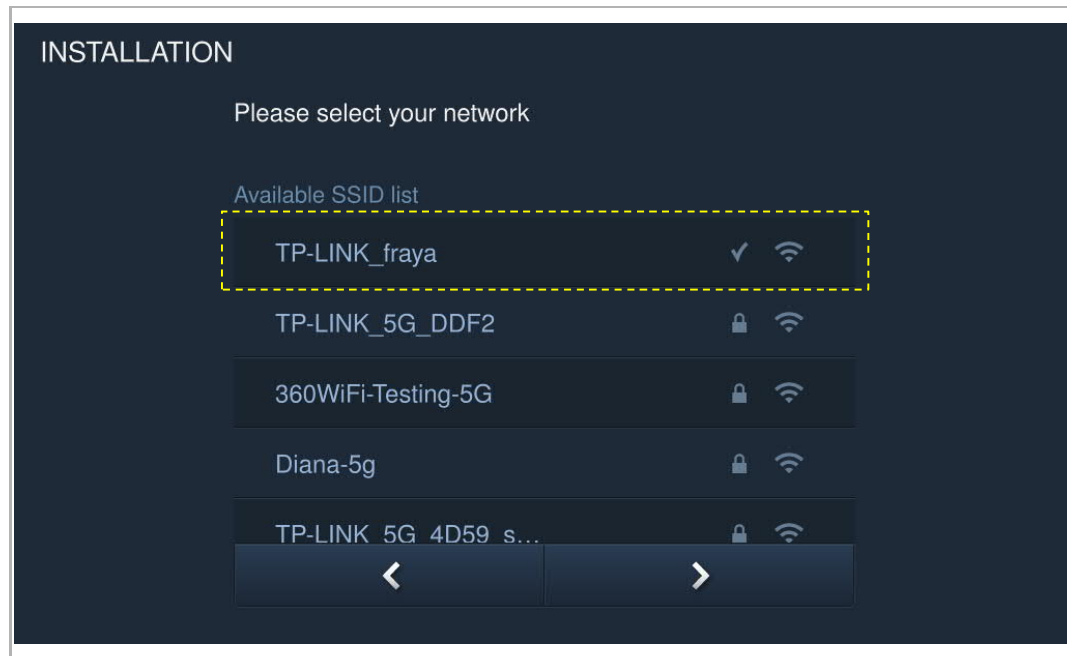 INSTALLATION
Please select your network
Available SSID list
TP-LINK_fraya
TP-LINK_5G_DDF2
360WiFi-Testing-5G
Diana-5g
TP-LINK_5G_4D59_s...